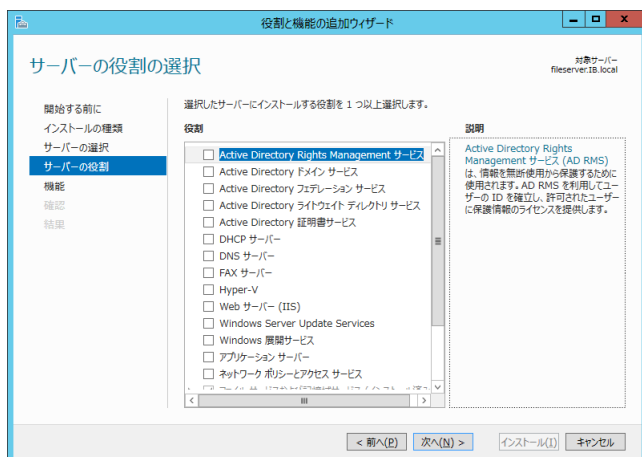 役割と機能の追加ウィザード
サーバーの役割の選択
対象サーバー
fileserver.IB.local
開始する前に
インストールの種類
サーバーの選択
サーバーの役割
機能
確認
結果
選択したサーバーにインストールする役割を 1 つ以上選択します。
役割
Active Directory Rights Management サービス
Active Directory ドメイン サービス
Active Directory フェデレーション サービス
Active Directory ライトウェイト ディレクトリ サービス
Active Directory 証明書サービス
DHCP サーバー
DNS サーバー
FAX サーバー
Hyper-V
Web サーバー (IIS)
Windows Server Update Services
Windows 展開サービス
アプリケーション サーバー
ネットワーク ポリシーとアクセス サービス
説明
Active Directory Rights
Management サービス (AD RMS)
は、情報を無断使用から保護するために
使用されます。AD RMS を利用してユー
ザーの ID を確立し、許可されたユーザー
に保護情報のライセンスを提供します。
< 前へ(P)
次へ(N) >
インストール(I)
キャンセル